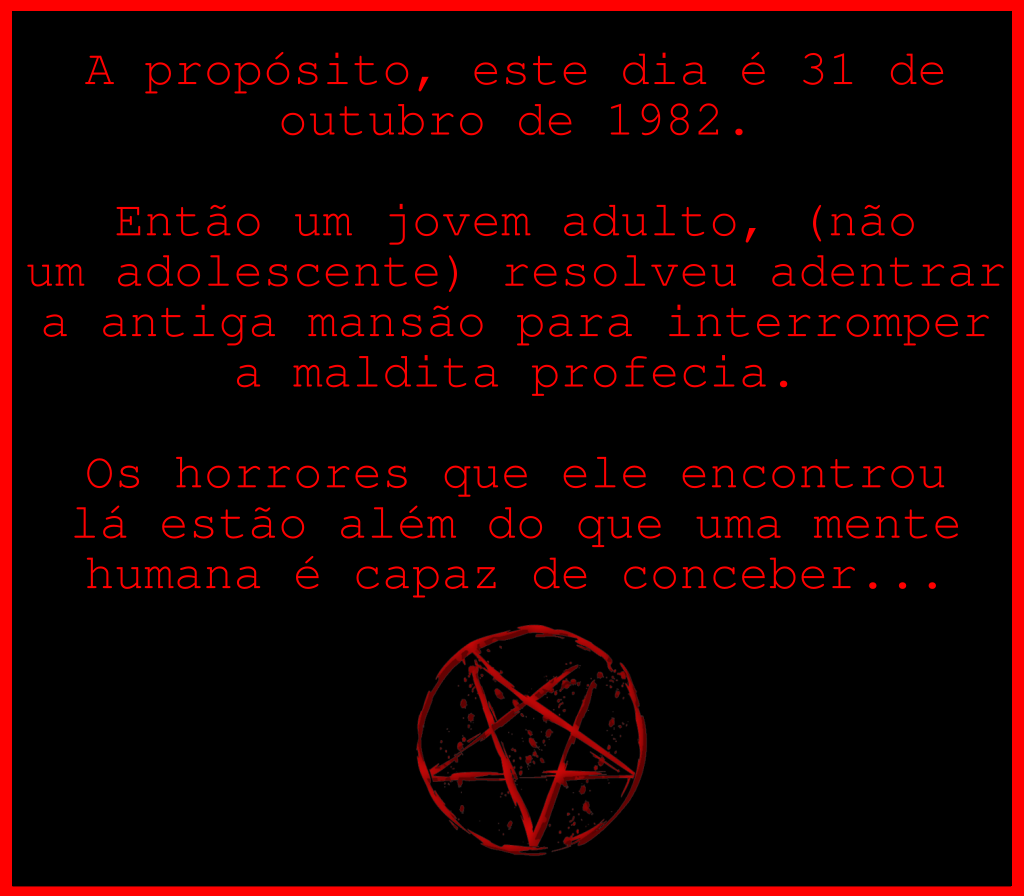 A propósito, este dia é 31 de
outubro de 1982.
Então um jovem adulto, (não
um adolescente) resolveu adentrar
a antiga mansão para interromper
a maldita profecia.
Os horrores que ele encontrou
lá estão além do que uma mente
humana é capaz de conceber...